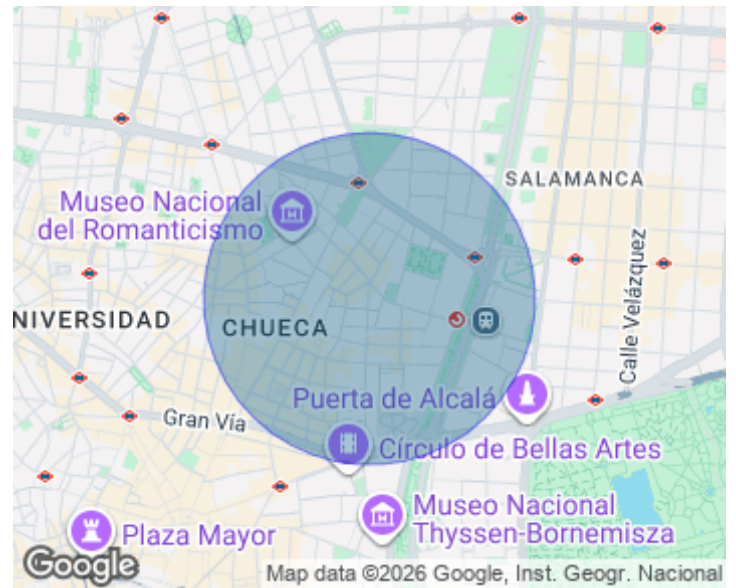 SALAMANCA
Museo Nacional
del Romanticismo
Calle Velázquez
NIVERSIDAD
CHUECA
Puerta de Alcalá
Gran Vía
Círculo de Bellas Artes
Museo Nacional
Thyssen-Bornemisza
Plaza Mayor
Google
Map data ©2026 Google, Inst. Geogr. Nacional